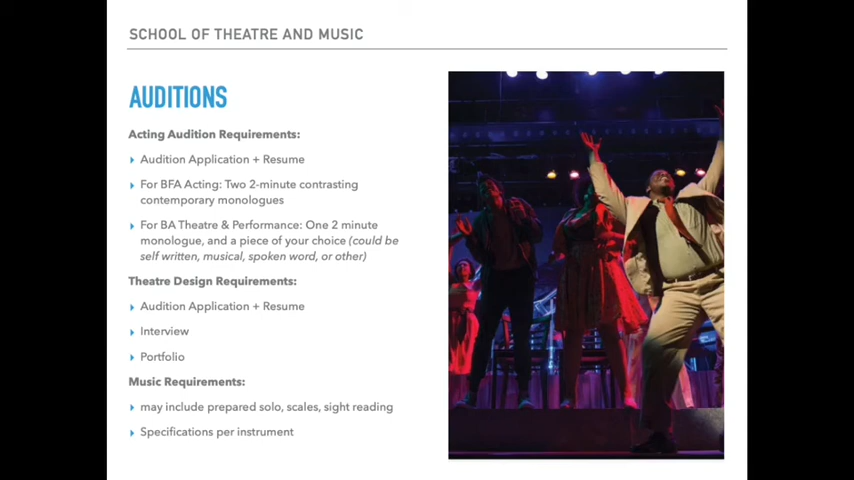 SCHOOL OF THEATRE AND MUSIC
AUDITIONS
Acting Audition Requirements:
Audition Application + Resume
For BFA Acting: Two 2-minute contrasting
contemporary monologues
For BA Theatre & Performance: One 2 minute
monologue, and a piece of your choice (could be
self written, musical, spoken word, or other)
Theatre Design Requirements:
Audition Application + Resume
Interview
Portfolio
Music Requirements:
may include prepared solo, scales, sight reading
Specifications per instrument